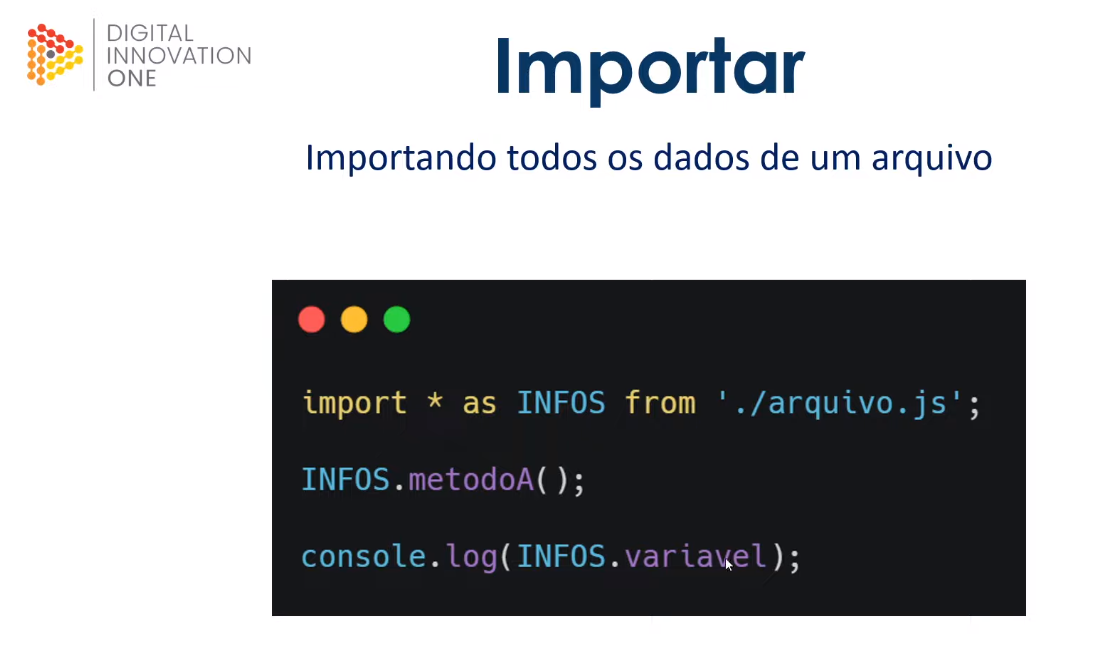 DIGITAL
INNOVATION
ONE
Importar
Importando todos os dados de um arquivo
import * as INFOS from './arquivo.js';
INFOS.metodoA();
console.log(INFOS.variavel);